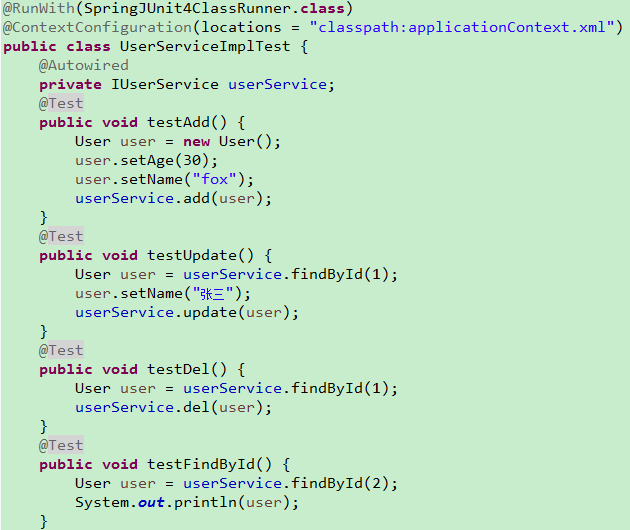 @RunWith(SpringJUnit4ClassRunner.class)
@ContextConfiguration(locations = "classpath:applicationContext.xml")
public class UserServiceImplTest {
    @Autowired
    private IUserService userService;
    @Test
    public void testAdd() {
        User user = new User();
        user.setAge(30);
        user.setName("fox");
        userService.add(user);
    }
    @Test
    public void testUpdate() {
        User user = userService.findById(1);
        user.setName("张三");
        userService.update(user);
    }
    @Test
    public void testDel() {
        User user = userService.findById(1);
        userService.del(user);
    }
    @Test
    public void testFindById() {
        User user = userService.findById(2);
        System.out.println(user);
    }